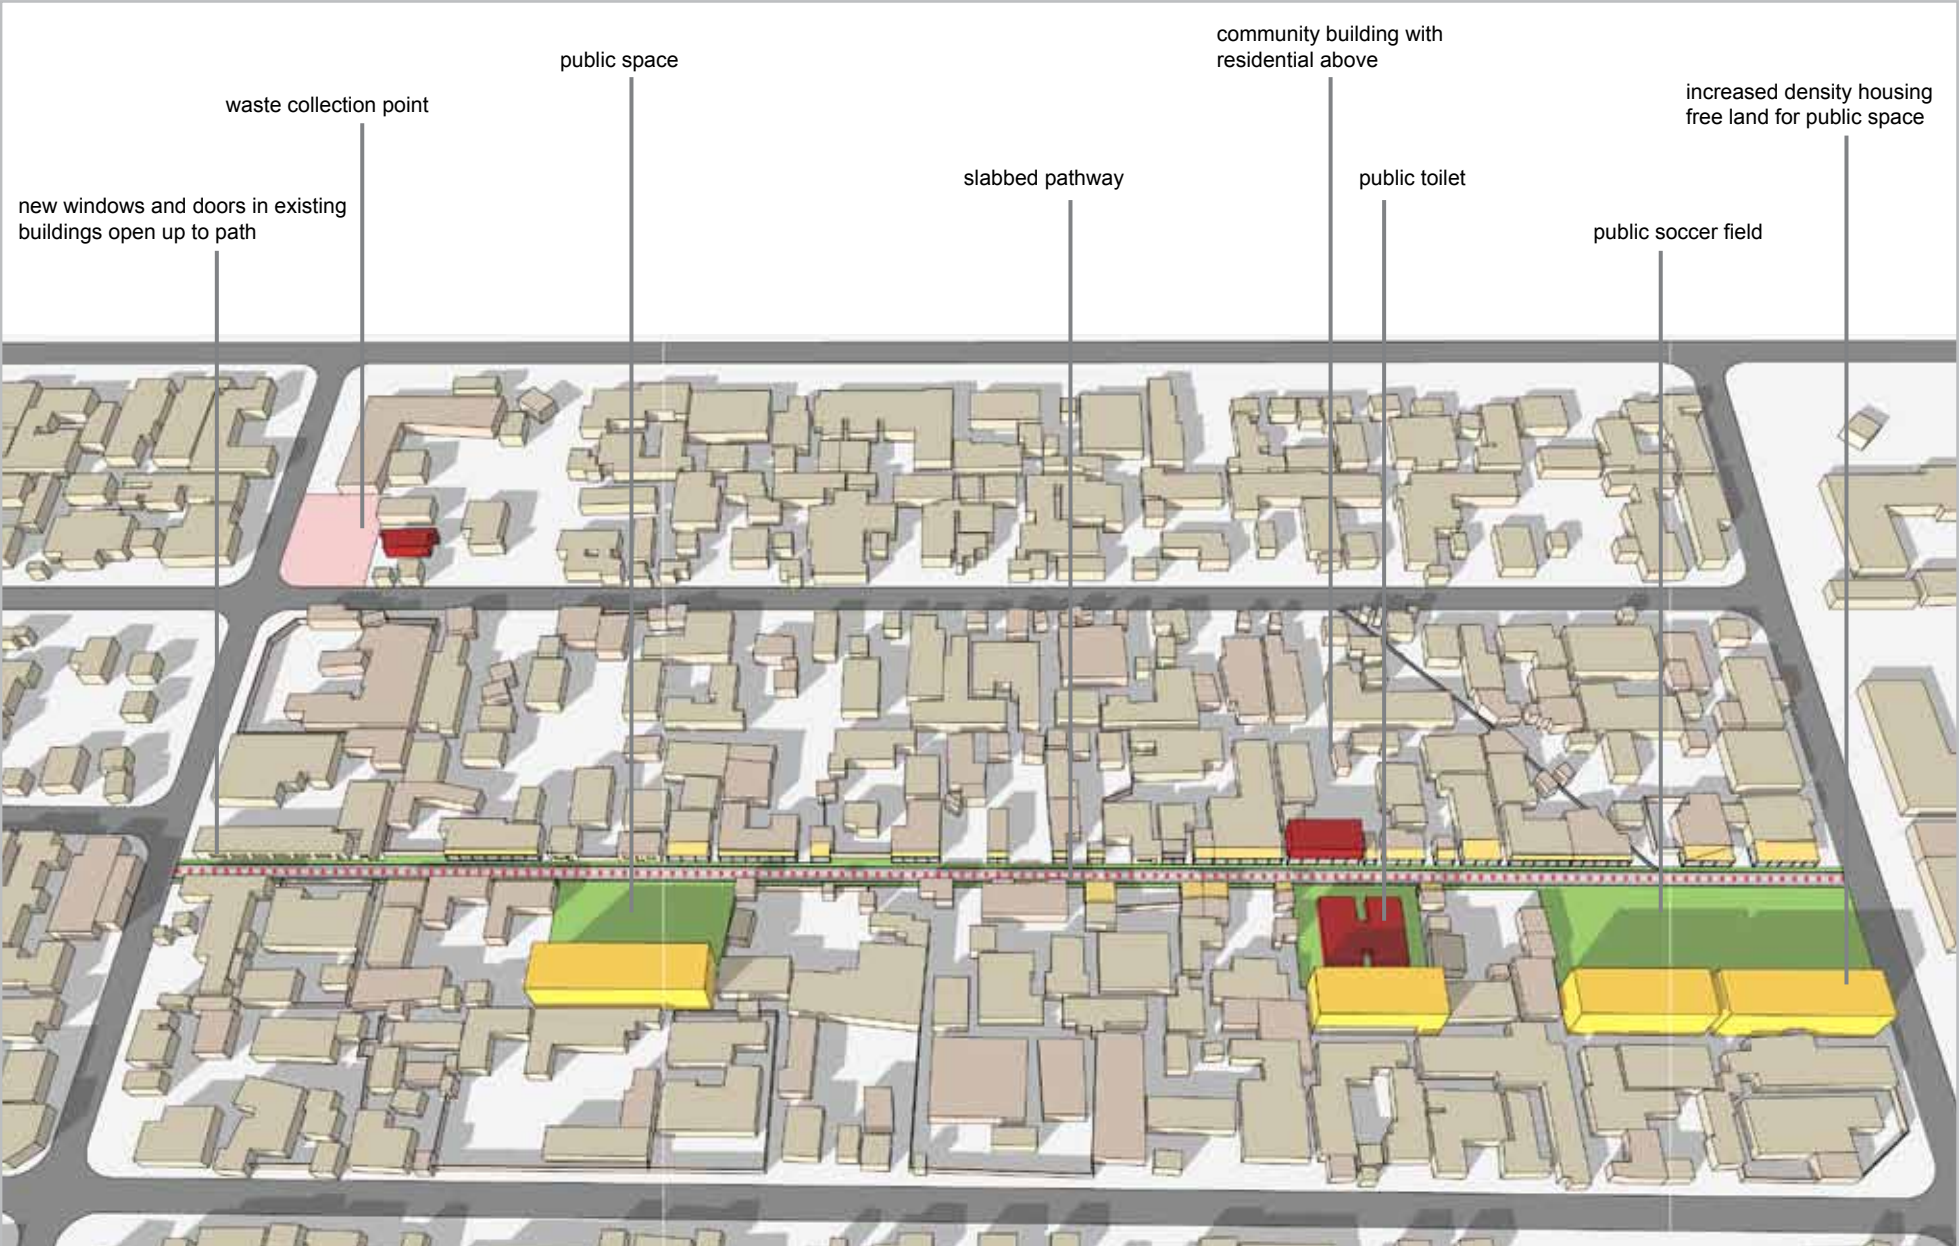 community building with
residential above
public space
increased density housing
free land for public space
waste collection point
slabbed pathway
public toilet
new windows and doors in existing
buildings open up to path
public soccer field